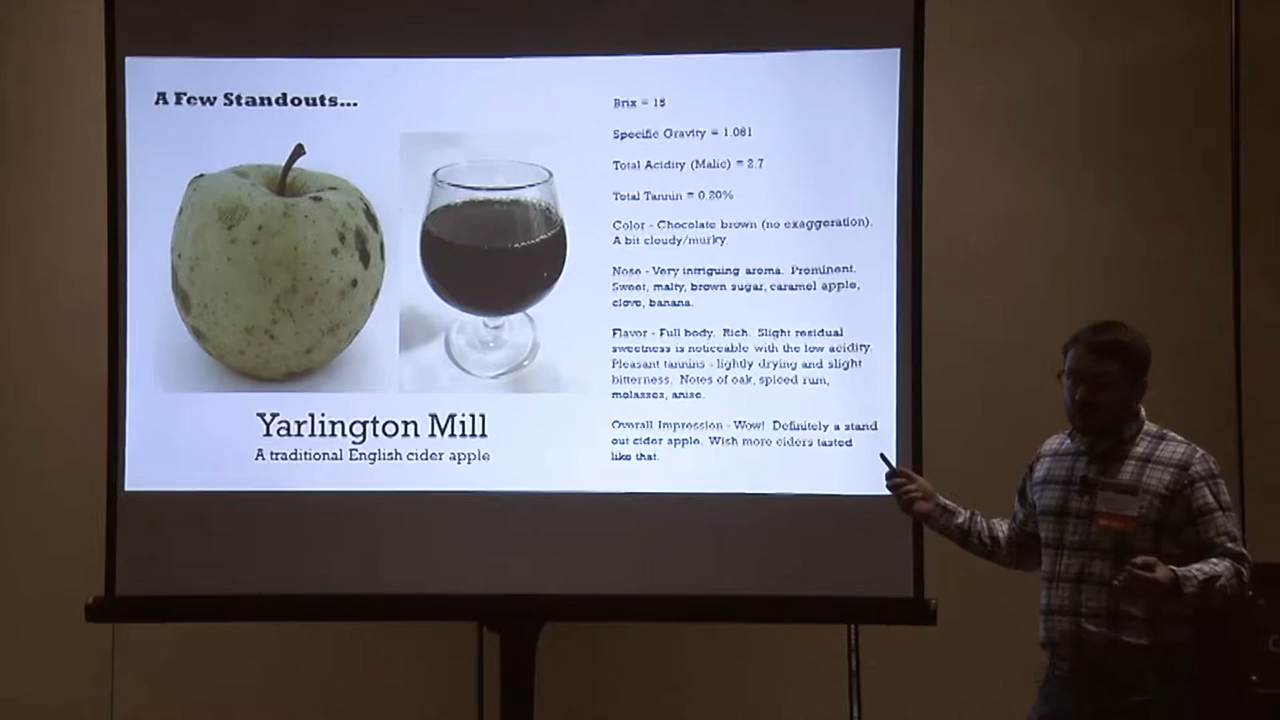 A Few Standouts...
Yarlington Mill
A traditional English cider apple
Brix = 15
Specific Gravity = 1.061
Total Acidity (Malic) = 2.7
Total Tannin = 0.20%
Color - Chocolate brown (no exaggeration).
A bit cloudy/murky.
Nose - Very intriguing aroma. Prominent.
Sweet, malty, brown sugar, caramel apple,
clove, banana.
Flavor - Full body. Rich. Slight residual
sweetness is noticeable with the low acidity.
Pleasant tannins - lightly drying and slight
bitterness. Notes of oak, spiced rum,
molasses, anise.
Overall Impression - Wow! Definitely a stand
out cider apple. Wish more ciders tasted
like that.